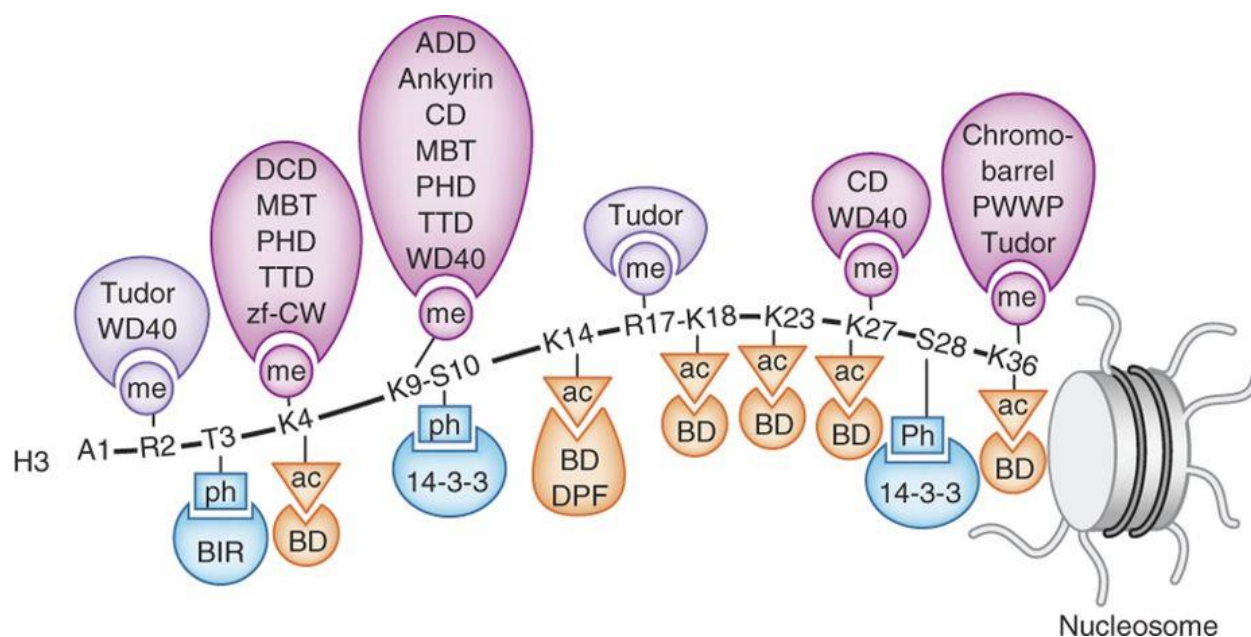 ADD
Ankyrin
CD
MBT
PHD
TTD
WD40
me
DCD
MBT
PHD
TTD
zf-CW
me
Tudor
WD40
me
Tudor
me
CD
WD40
me
Chromo-
barrel
PWWP
Tudor
me
H3
A1-R2-T3-K4-K9-S10-K14-R17-K18-K23-K27-S28-K36
ph
BIR
ac
BD
ph
14-3-3
ac
BD
DPF
ac
BD
ac
BD
ac
BD
Ph
14-3-3
ac
BD
Nucleosome